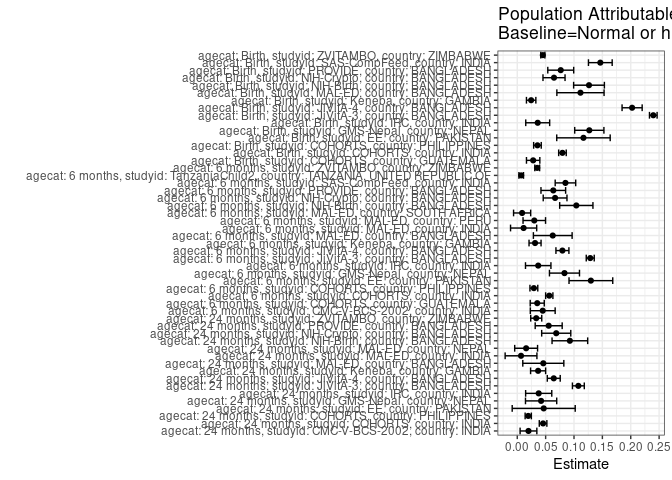 Population Attributable
Baseline=Normal or h
agecat: Birth, studyid: ZVITAMBO, country: ZIMBABWE
agecat: Birth, studyid: SAS-CompFeed, country: INDIA
agecat: Birth, studyid: PROVIDE, country: BANGLADESH
agecat: Birth, studyid: NIH-Crypto, country: BANGLADESH
agecat: Birth, studyid: NIH-Birth, country: BANGLADESH
agecat: Birth, studyid: MAL-ED, country: BANGLADESH
agecat: Birth, studyid: Keneba, country: GAMBIA
agecat: Birth, studyid: JiVitA-4, country: BANGLADESH
agecat: Birth, studyid: JiVitA-3, country: BANGLADESH
agecat: Birth, studyid: IRC, country: INDIA
agecat: Birth, studyid: GMS-Nepal, country: NEPAL
agecat: Birth, studyid: EE, country: PAKISTAN
agecat: Birth, studyid: COHORTS, country: PHILIPPINES
agecat: Birth, studyid: COHORTS, country: INDIA
agecat: Birth, studyid: COHORTS, country: GUATEMALA
agecat: 6 months, studyid: ZVITAMBO, country: ZIMBABWE
agecat: 6 months, studyid: TanzaniaChild2, country: TANZANIA, UNITED REPUBLIC OF
agecat: 6 months, studyid: SAS-CompFeed, country: INDIA
agecat: 6 months, studyid: PROVIDE, country: BANGLADESH
agecat: 6 months, studyid: NIH-Crypto, country: BANGLADESH
agecat: 6 months, studyid: NIH-Birth, country: BANGLADESH
agecat: 6 months, studyid: MAL-ED, country: SOUTH AFRICA
agecat: 6 months, studyid: MAL-ED, country: PERU
agecat: 6 months, studyid: MAL-ED, country: INDIA
agecat: 6 months, studyid: MAL-ED, country: BANGLADESH
agecat: 6 months, studyid: Keneba, country: GAMBIA
agecat: 6 months, studyid: JiVitA-4, country: BANGLADESH
agecat: 6 months, studyid: JiVitA-3, country: BANGLADESH
agecat: 6 months, studyid: IRC, country: INDIA
agecat: 6 months, studyid: GMS-Nepal, country: NEPAL
agecat: 6 months, studyid: EE, country: PAKISTAN
agecat: 6 months, studyid: COHORTS, country: PHILIPPINES
agecat: 6 months, studyid: COHORTS, country: INDIA
agecat: 6 months, studyid: COHORTS, country: GUATEMALA
agecat: 6 months, studyid: CMC-V-BCS-2002, country: INDIA
agecat: 24 months, studyid: ZVITAMBO, country: ZIMBABWE
agecat: 24 months, studyid: PROVIDE, country: BANGLADESH
agecat: 24 months, studyid: NIH-Crypto, country: BANGLADESH
agecat: 24 months, studyid: NIH-Birth, country: BANGLADESH
agecat: 24 months, studyid: MAL-ED, country: NEPAL
agecat: 24 months, studyid: MAL-ED, country: INDIA
agecat: 24 months, studyid: MAL-ED, country: BANGLADESH
agecat: 24 months, studyid: Keneba, country: GAMBIA
agecat: 24 months, studyid: JiVitA-4, country: BANGLADESH
agecat: 24 months, studyid: JiVitA-3, country: BANGLADESH
agecat: 24 months, studyid: IRC, country: INDIA
agecat: 24 months, studyid: GMS-Nepal, country: NEPAL
agecat: 24 months, studyid: EE, country: PAKISTAN
agecat: 24 months, studyid: COHORTS, country: PHILIPPINES
agecat: 24 months, studyid: COHORTS, country: INDIA
agecat: 24 months, studyid: CMC-V-BCS-2002, country: INDIA
0.00 0.05 0.10 0.15 0.20 0.25
Estimate